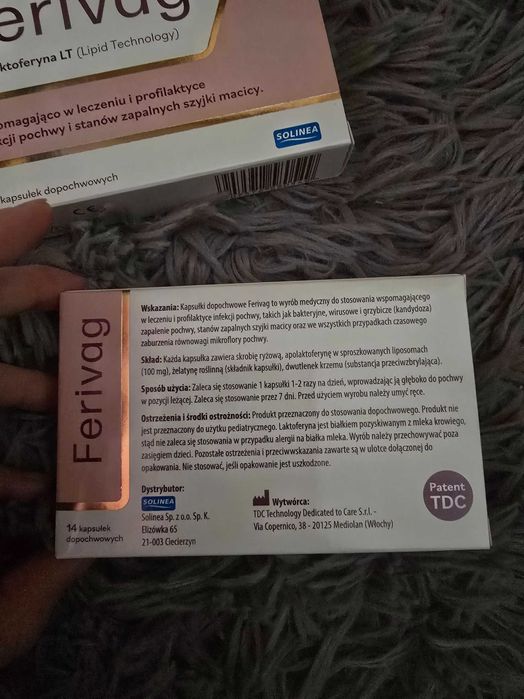 Ferivag
ktoferyna LT (Lipid Technology)
omagająco w leczeniu i profilaktyce
kcji pochwy i stanów zapalnych szyjki macicy.
SOLINEA
kapsułek dopochwowych
CE
Ferivag
14 kapsułek
dopochwowych
Wskazania: Kapsułki dopochwowe Ferivag to wyrób medyczny do stosowania wspomagającego
w leczeniu i profilaktyce infekcji pochwy, takich jak bakteryjne, wirusowe i grzybicze (kandydoza)
zapalenie pochwy, stanów zapalnych szyjki macicy oraz we wszystkich przypadkach czasowego
zaburzenia równowagi mikroflory pochwy.
Skład: Każda kapsułka zawiera skrobię ryżową, apolaktoferynę w sproszkowanych liposomach
(100 mg), żelatynę roślinną (składnik kapsułki), dwutlenek krzemu (substancja przeciwzbrylająca).
Sposób użycia: Zaleca się stosowanie 1 kapsułki 1-2 razy na dzień, wprowadzając ją głęboko do pochwy
w pozycji leżącej. Zaleca się stosowanie przez 7 dni. Przed użyciem wyrobu należy umyć ręce.
Ostrzeżenia i środki ostrożności: Produkt przeznaczony do stosowania dopochwowego. Produkt nie
jest przeznaczony do użytku pediatrycznego. Laktoferyna jest białkiem pozyskiwanym z mleka krowiego,
stąd nie zaleca się stosowania w przypadku alergii na białka mleka. Wyrób należy przechowywać poza
zasięgiem dzieci. Pozostałe ostrzeżenia i przeciwwskazania zawarte są w ulotce dołączonej do
opakowania. Nie stosować, jeśli opakowanie jest uszkodzone.
Dystrybutor:
SOLINEA
Solinea Sp. z o.o. Sp. K.
Elizówka 65
21-003 Ciecierzyn
Wytwórca:
TDC Technology Dedicated to Care S.r.l. -
Via Copernico, 38 - 20125 Mediolan (Włochy)
Patent
TDC